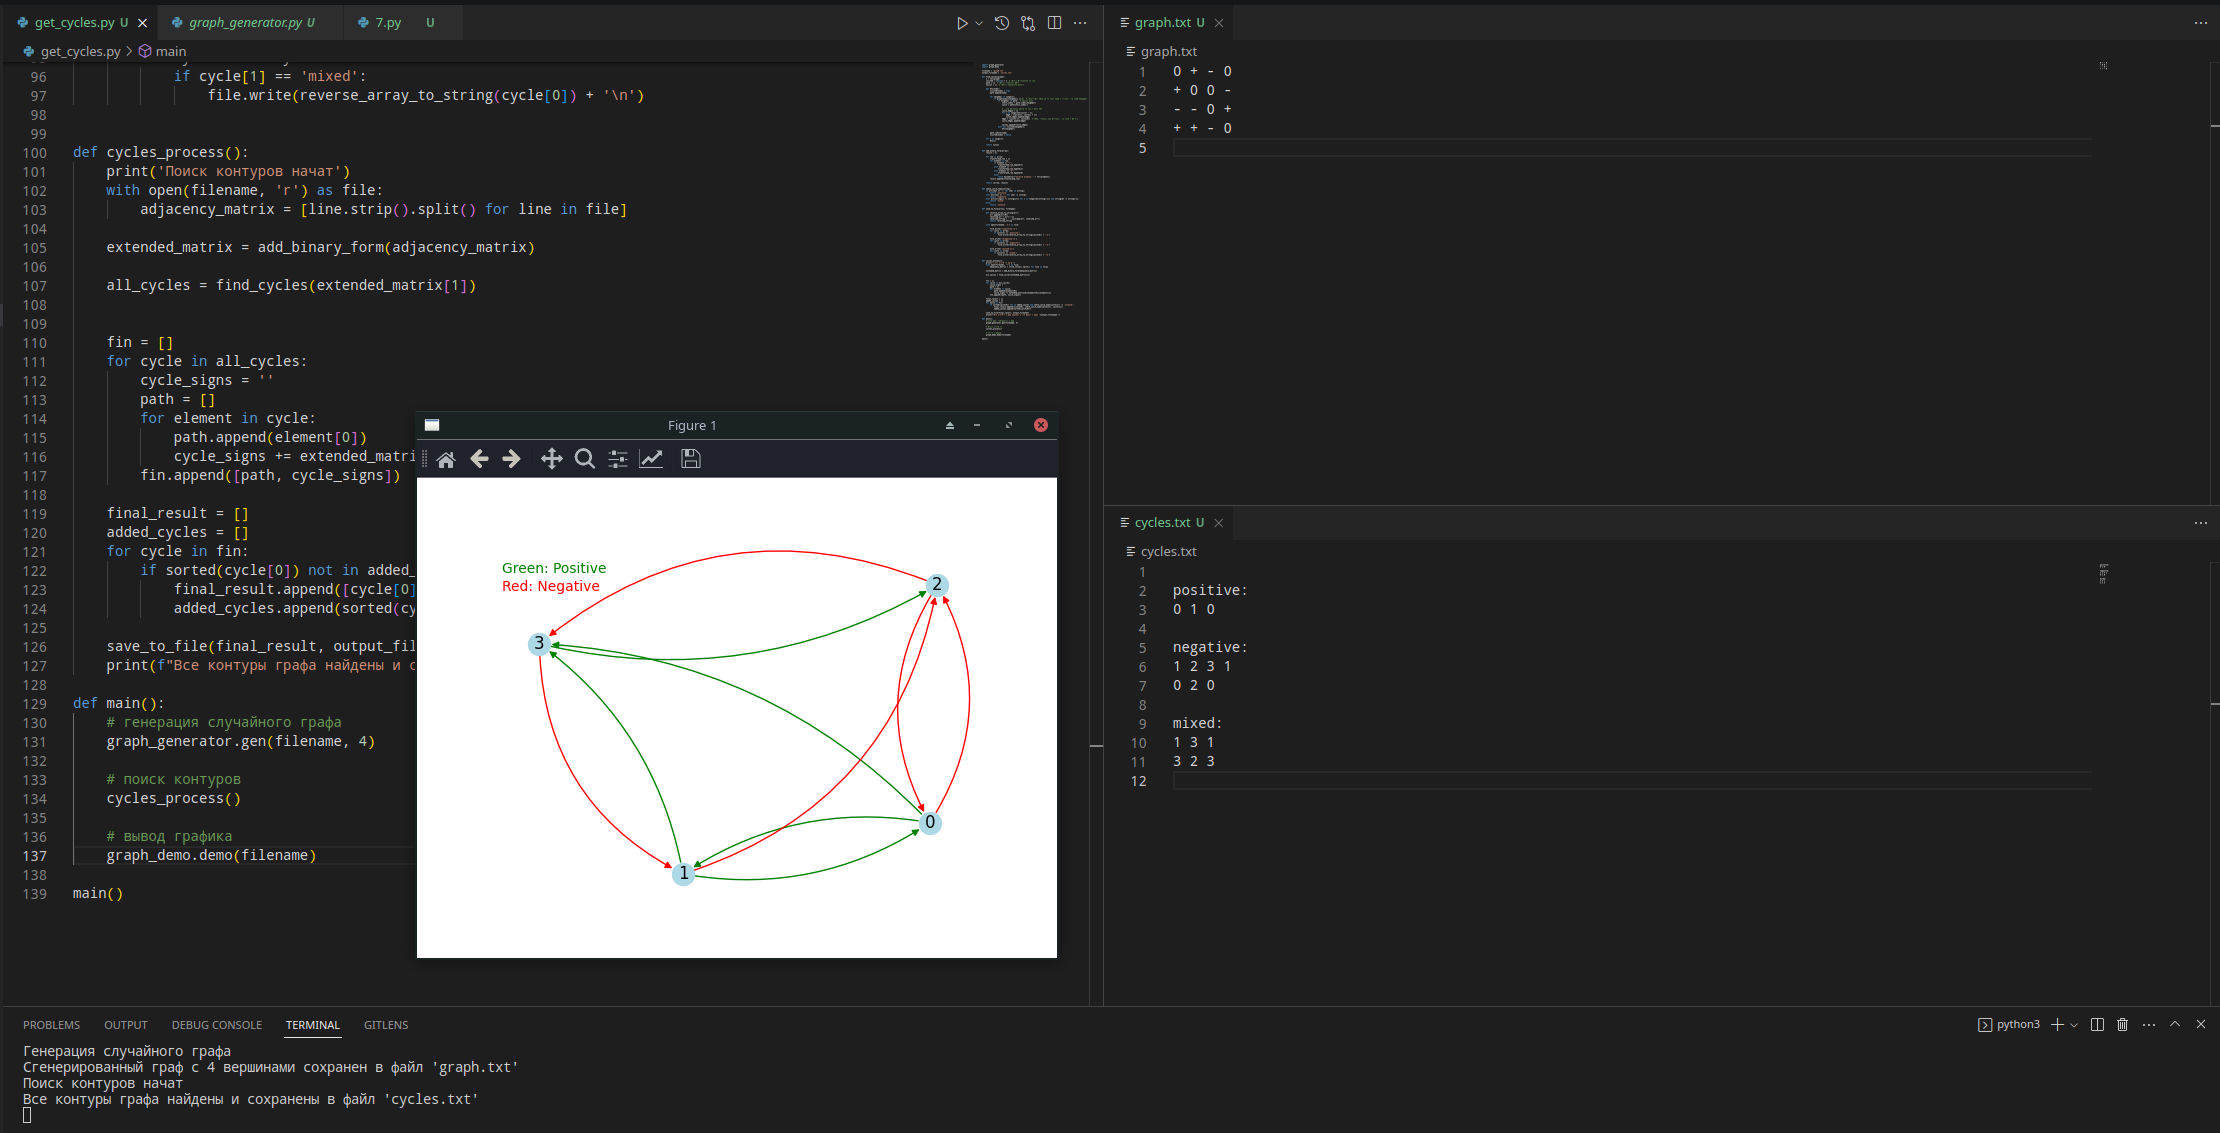 get_cycles.py U
graph_generator.py U
7.py U
get_cycles.py > main
96 if cycle[1] == 'mixed':
97 file.write(reverse_array_to_string(cycle[0]) + '\n')
98
99
100 def cycles_process():
101 print('Поиск контуров начат')
102 with open(filename, 'r') as file:
103 adjacency_matrix = [line.strip().split() for line in file]
104
105 extended_matrix = add_binary_form(adjacency_matrix)
106
107 all_cycles = find_cycles(extended_matrix[1])
108
109
110 fin = []
111 for cycle in all_cycles:
112 cycle_signs = ''
113 path = []
114 for element in cycle:
115 path.append(element[0])
116 cycle_signs += extended_matri
117 fin.append([path, cycle_signs])
118
119 final_result = []
120 added_cycles = []
121 for cycle in fin:
122 if sorted(cycle[0]) not in added_
123 final_result.append([cycle[0]
124 added_cycles.append(sorted(cy
125
126 save_to_file(final_result, output_fil
127 print(f"Все контуры графа найдены и с
128
129 def main():
130 # генерация случайного графа
131 graph_generator.gen(filename, 4)
132
133 # поиск контуров
134 cycles_process()
135
136 # вывод графика
137 graph_demo.demo(filename)
138
139 main()
Figure 1
Green: Positive
Red: Negative
2
3
0
1
graph.txt U
graph.txt
1 0 + - 0
2 + 0 0 -
3 - - 0 +
4 + + - 0
5
cycles.txt U
cycles.txt
1
2 positive:
3 0 1 0
4
5 negative:
6 1 2 3 1
7 0 2 0
8
9 mixed:
10 1 3 1
11 3 2 3
12
PROBLEMS OUTPUT DEBUG CONSOLE TERMINAL GITLENS
python3
Генерация случайного графа
Сгенерированный граф с 4 вершинами сохранен в файл 'graph.txt'
Поиск контуров начат
Все контуры графа найдены и сохранены в файл 'cycles.txt'